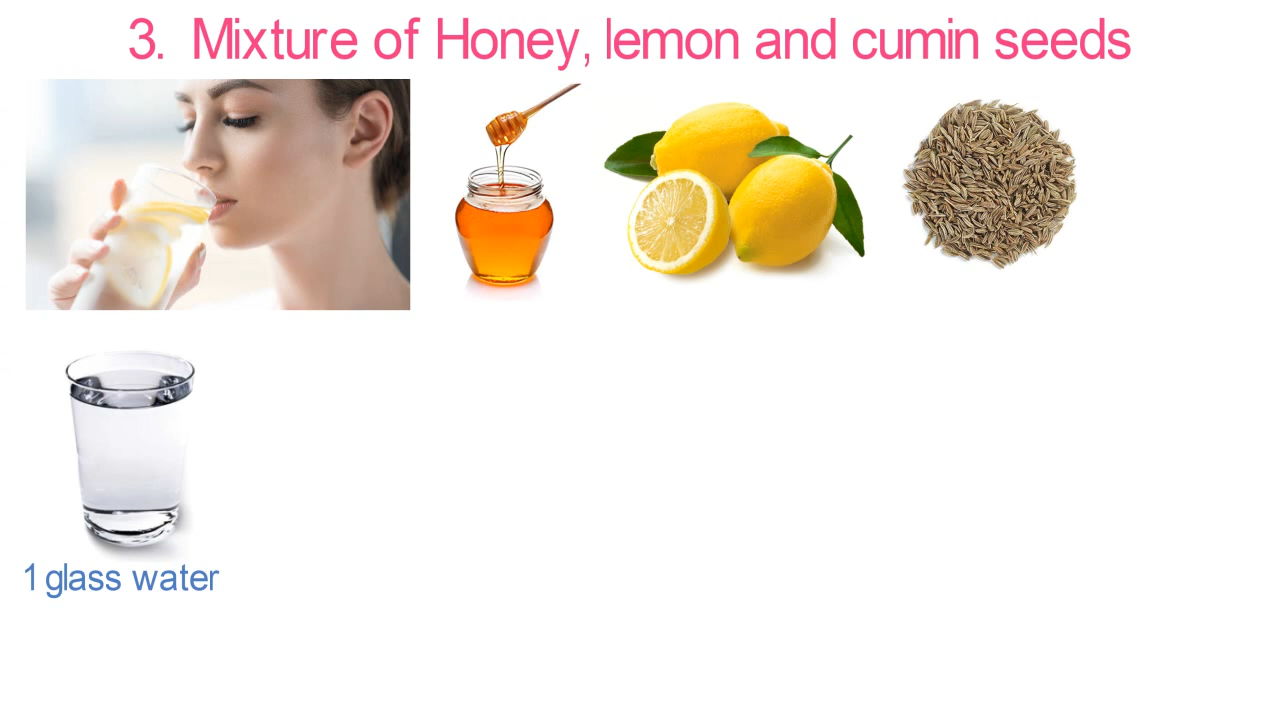 3. Mixture of Honey, lemon and cumin seeds
1 glass water